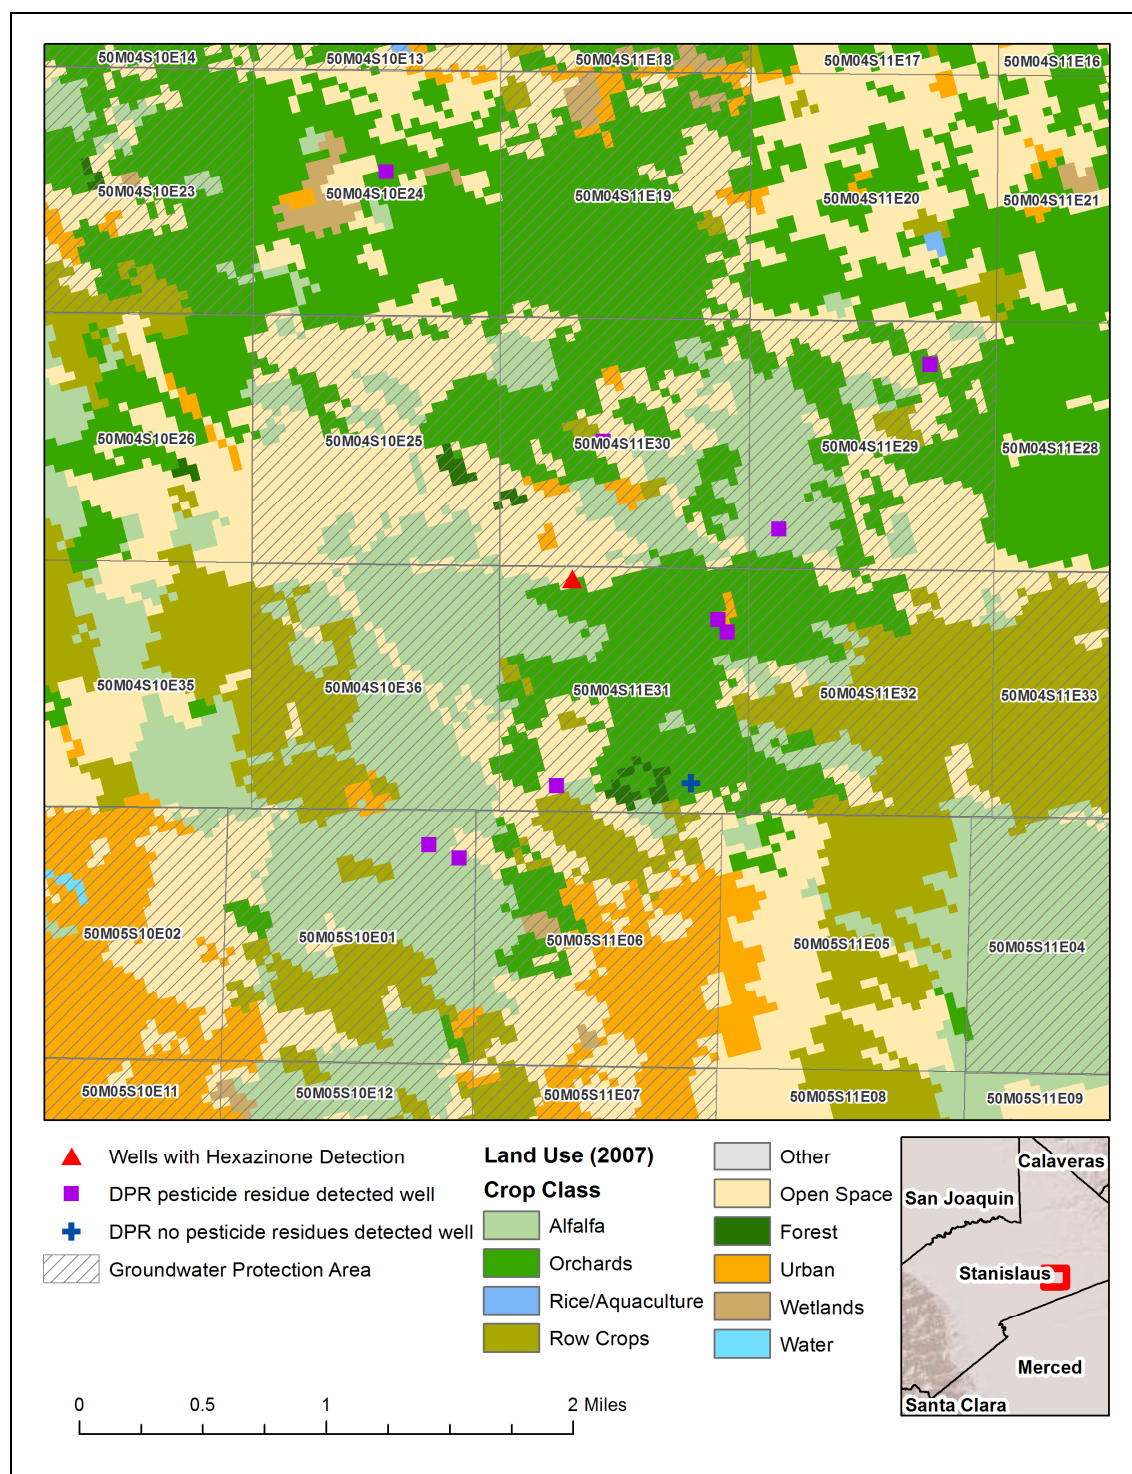 50M04S10E14 50M04S10E13 50M04S11E18 50M04S11E17 50M04S11E16
50M04S10E23 50M04S10E24 50M04S11E19 50M04S11E20 50M04S11E21
50M04S10E26 50M04S10E25 50M04S11E30 50M04S11E29 50M04S11E28
50M04S10E35 50M04S10E36 50M04S11E31 50M04S11E32 50M04S11E33
50M05S10E02 50M05S10E01 50M05S11E06 50M05S11E05 50M05S11E04
50M05S10E11 50M05S10E12 50M05S11E07 50M05S11E08 50M05S11E09
Wells with Hexazinone Detection
DPR pesticide residue detected well
DPR no pesticide residues detected well
Groundwater Protection Area
Land Use (2007)
Crop Class
Alfalfa
Orchards
Rice/Aquaculture
Row Crops
Other
Open Space
Forest
Urban
Wetlands
Water
Calaveras
San Joaquin
Stanislaus
Merced
Santa Clara
0 0.5 1 2 Miles